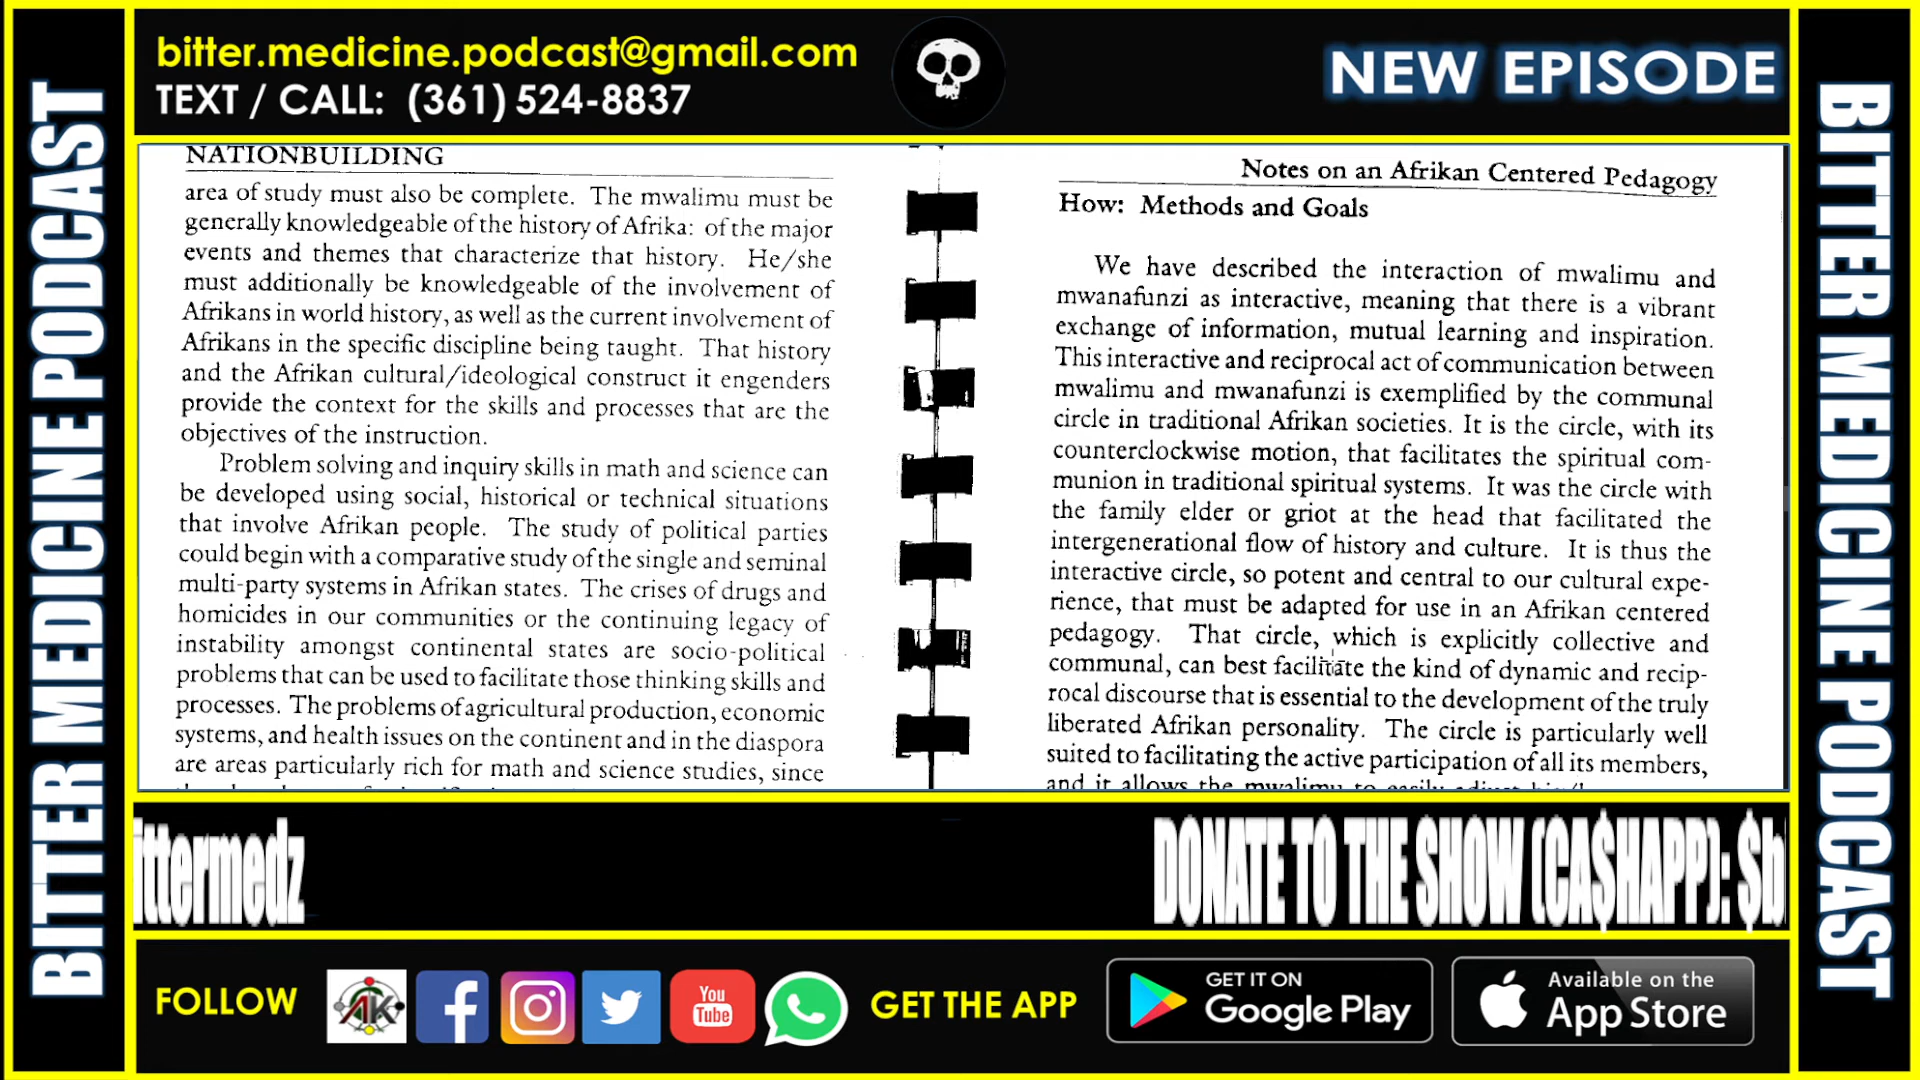 bitter.medicine.podcast@gmail.com
TEXT / CALL: (361) 524-8837
NEW EPISODE
BITTER MEDICINE PODCAST
NATIONBUILDING
area of study must also be complete. The mwalimu must be
generally knowledgeable of the history of Afrika: of the major
events and themes that characterize that history. He/she
must additionally be knowledgeable of the involvement of
Afrikans in world history, as well as the current involvement of
Afrikans in the specific discipline being taught. That history
and the Afrikan cultural/ideological construct it engenders
provide the context for the skills and processes that are the
objectives of the instruction.
Problem solving and inquiry skills in math and science can
be developed using social, historical or technical situations
that involve Afrikan people. The study of political parties
could begin with a comparative study of the single and seminal
multi-party systems in Afrikan states. The crises of drugs and
homicides in our communities or the continuing legacy of
instability amongst continental states are socio-political
problems that can be used to facilitate those thinking skills and
processes. The problems of agricultural production, economic
systems, and health issues on the continent and in the diaspora
are areas particularly rich for math and science studies, since
Notes on an Afrikan Centered Pedagogy
How: Methods and Goals
We have described the interaction of mwalimu and
mwanafunzi as interactive, meaning that there is a vibrant
exchange of information, mutual learning and inspiration.
This interactive and reciprocal act of communication between
mwalimu and mwanafunzi is exemplified by the communal
circle in traditional Afrikan societies. It is the circle, with its
counterclockwise motion, that facilitates the spiritual com-
munion in traditional spiritual systems. It was the circle with
the family elder or griot at the head that facilitated the
intergenerational flow of history and culture. It is thus the
interactive circle, so potent and central to our cultural expe-
rience, that must be adapted for use in an Afrikan centered
pedagogy. That circle, which is explicitly collective and
communal, can best facilitate the kind of dynamic and recip-
rocal discourse that is essential to the development of the truly
liberated Afrikan personality. The circle is particularly well
suited to facilitating the active participation of all its members,
and it allows the mwalimu to easily adjust
BITTER MEDICINE PODCAST
ittermedz
DONATE TO THE SHOW (CA$HAPP): $b
FOLLOW
AK
You
Tube
GET THE APP
GET IT ON
Google Play
Available on the
App Store